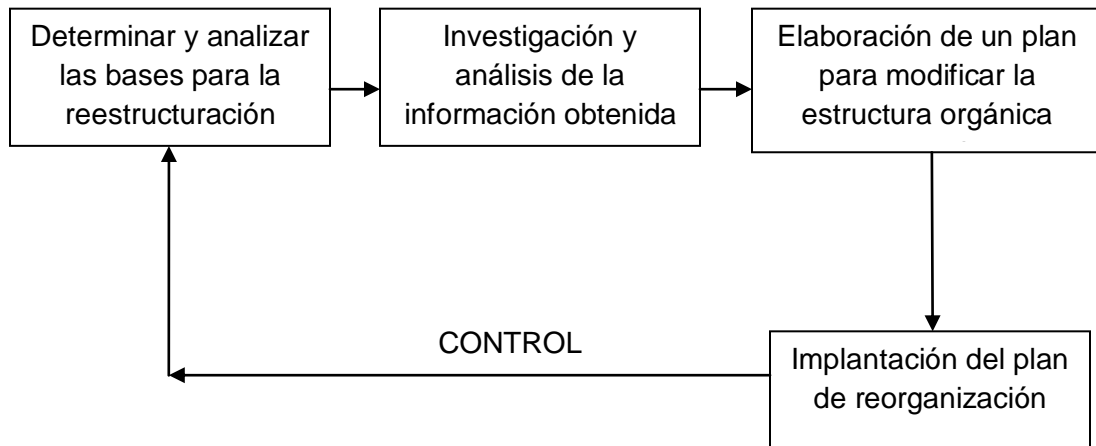 Determinar y analizar
las bases para la
reestructuración
Investigación y
análisis de la
información obtenida
Elaboración de un plan
para modificar la
estructura orgánica
CONTROL
Implantación del plan
de reorganización